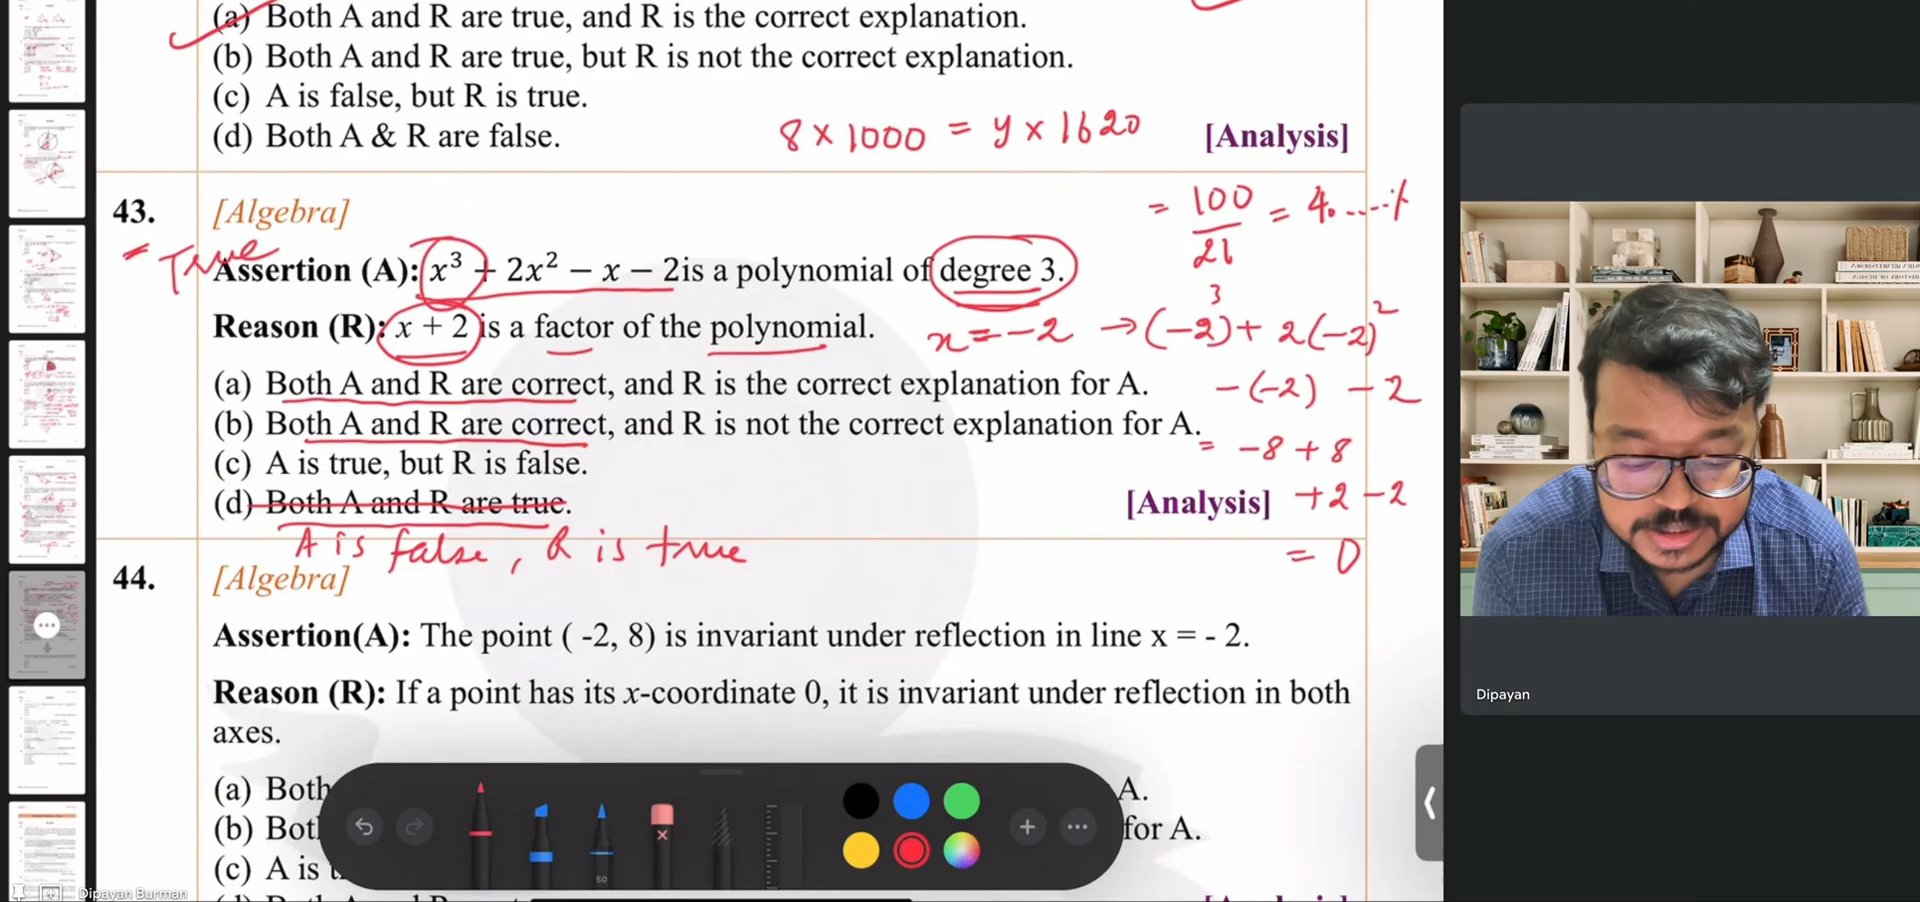 (a) Both A and R are true, and R is the correct explanation.
(b) Both A and R are true, but R is not the correct explanation.
(c) A is false, but R is true.
(d) Both A & R are false.
8 × 1000 = y × 1620
[Analysis]
43.
[Algebra]
= 100/21 = 4.....%
True
Assertion (A): x³ + 2x² − x − 2is a polynomial of degree 3.
Reason (R): x + 2 is a factor of the polynomial.
x = −2 → (−2)³ + 2(−2)²
(a) Both A and R are correct, and R is the correct explanation for A.
− (−2) − 2
(b) Both A and R are correct, and R is not the correct explanation for A.
= −8 + 8
(c) A is true, but R is false.
(d) Both A and R are true.
[Analysis]
+2 −2
A is false, R is true
= 0
44.
[Algebra]
Assertion(A): The point ( -2, 8) is invariant under reflection in line x = - 2.
Reason (R): If a point has its x-coordinate 0, it is invariant under reflection in both
axes.
(a) Both
A.
(b)
for A.
(c) A is
50
Dipayan
Dipayan Burman